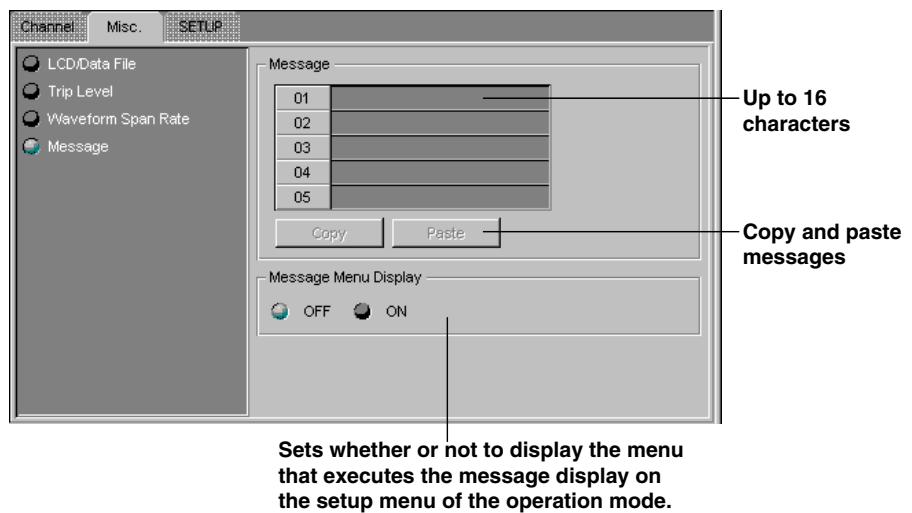 Channel Misc. SETUP
LCD/Data File
Trip Level
Waveform Span Rate
Message
Message
01
02
03
04
05
Copy Paste
Message Menu Display
OFF ON
Up to 16
characters
Copy and paste
messages
Sets whether or not to display the menu
that executes the message display on
the setup menu of the operation mode.